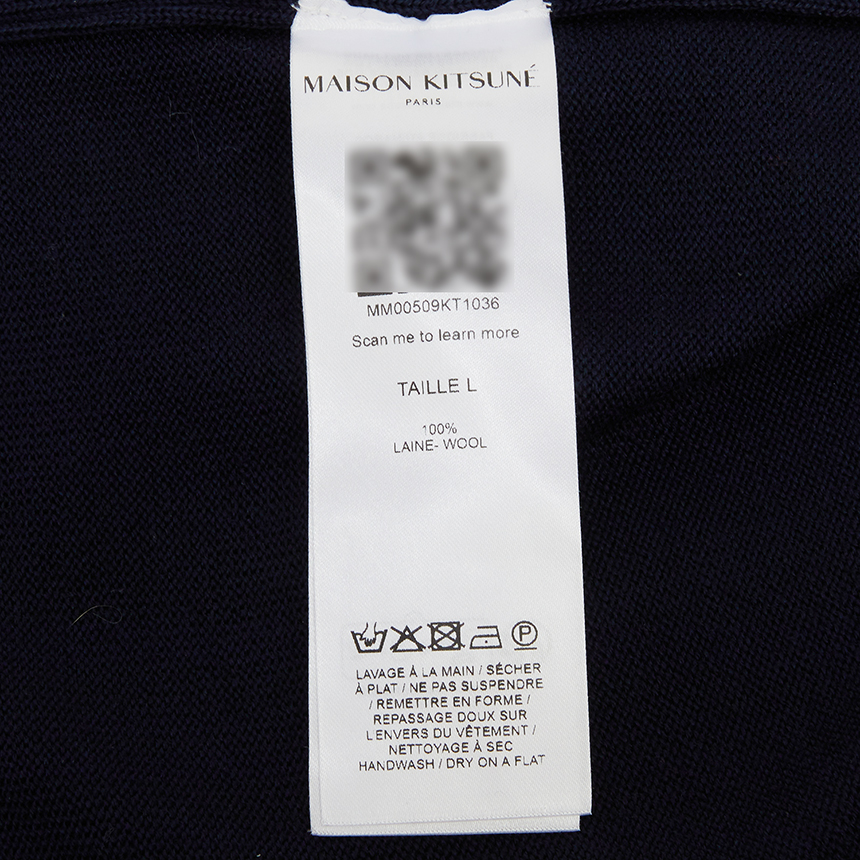 MAISON KITSUNÉ
PARIS
MM00509KT1036
Scan me to learn more
TAILLE L
100%
LAINE- WOOL
P
LAVAGE À LA MAIN / SÉCHER
À PLAT / NE PAS SUSPENDRE
/ REMETTRE EN FORME /
REPASSAGE DOUX SUR
L'ENVERS DU VÊTEMENT /
NETTOYAGE À SEC
HANDWASH / DRY ON A FLAT